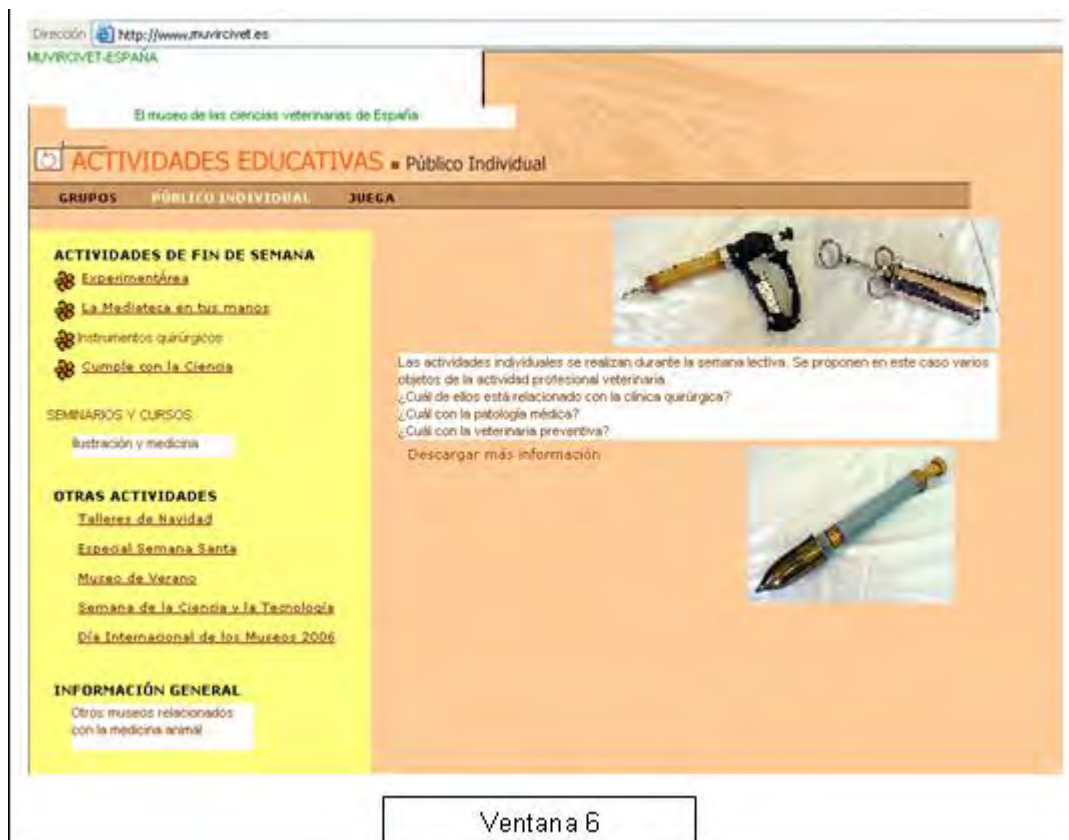 Dirección http://www.muvircivet.es
MUVIRCIVET-ESPAÑA
El museo de las ciencias veterinarias de España
ACTIVIDADES EDUCATIVAS ▪ Público Individual
GRUPOS PÚBLICO INDIVIDUAL JUEGA
ACTIVIDADES DE FIN DE SEMANA
Experimentárea
La Mediateca en tus manos
Instrumentos quirúrgicos
Cumple con la Ciencia
SEMINARIOS Y CURSOS
Ilustración y medicina
OTRAS ACTIVIDADES
Talleres de Navidad
Especial Semana Santa
Museo de Verano
Semana de la Ciencia y la Tecnología
Día Internacional de los Museos 2006
INFORMACIÓN GENERAL
Otros museos relacionados
con la medicina animal
Las actividades individuales se realizan durante la semana lectiva. Se proponen en este caso varios
objetos de la actividad profesional veterinaria.
¿Cuál de ellos está relacionado con la clínica quirúrgica?
¿Cuál con la patología médica?
¿Cuál con la veterinaria preventiva?
Descargar más información
Ventana 6